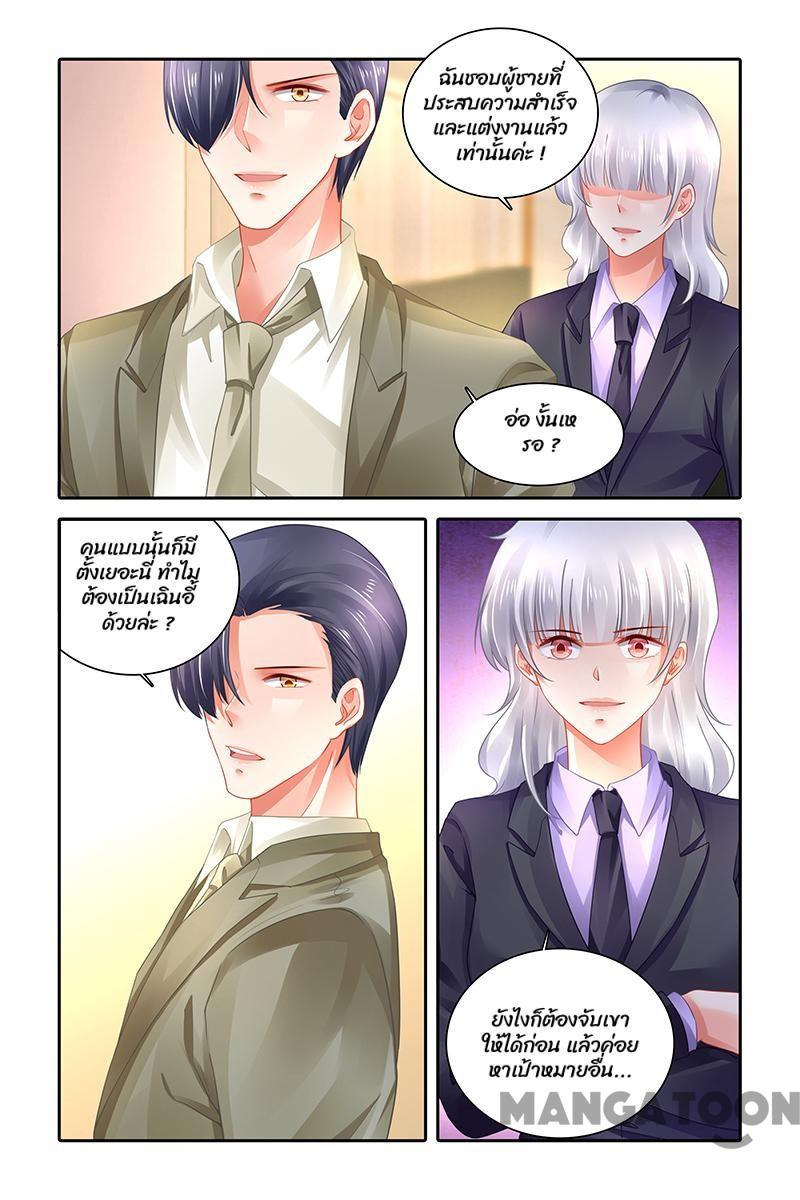 ฉันชอบผู้ชายที่
ประสบความสำเร็จ
และแต่งงานแล้ว
เท่านั้นค่ะ !
อ่อ งั้นเห
รอ ?
คนแบบนั้นก็มี
ตั้งเยอะนี่ ทำไม
ต้องเป็นเฉินอี้
ด้วยล่ะ ?
ยังไงก็ต้องจับเขา
ให้ได้ก่อน แล้วค่อย
หาเป้าหมายอื่น...
MANGATOON